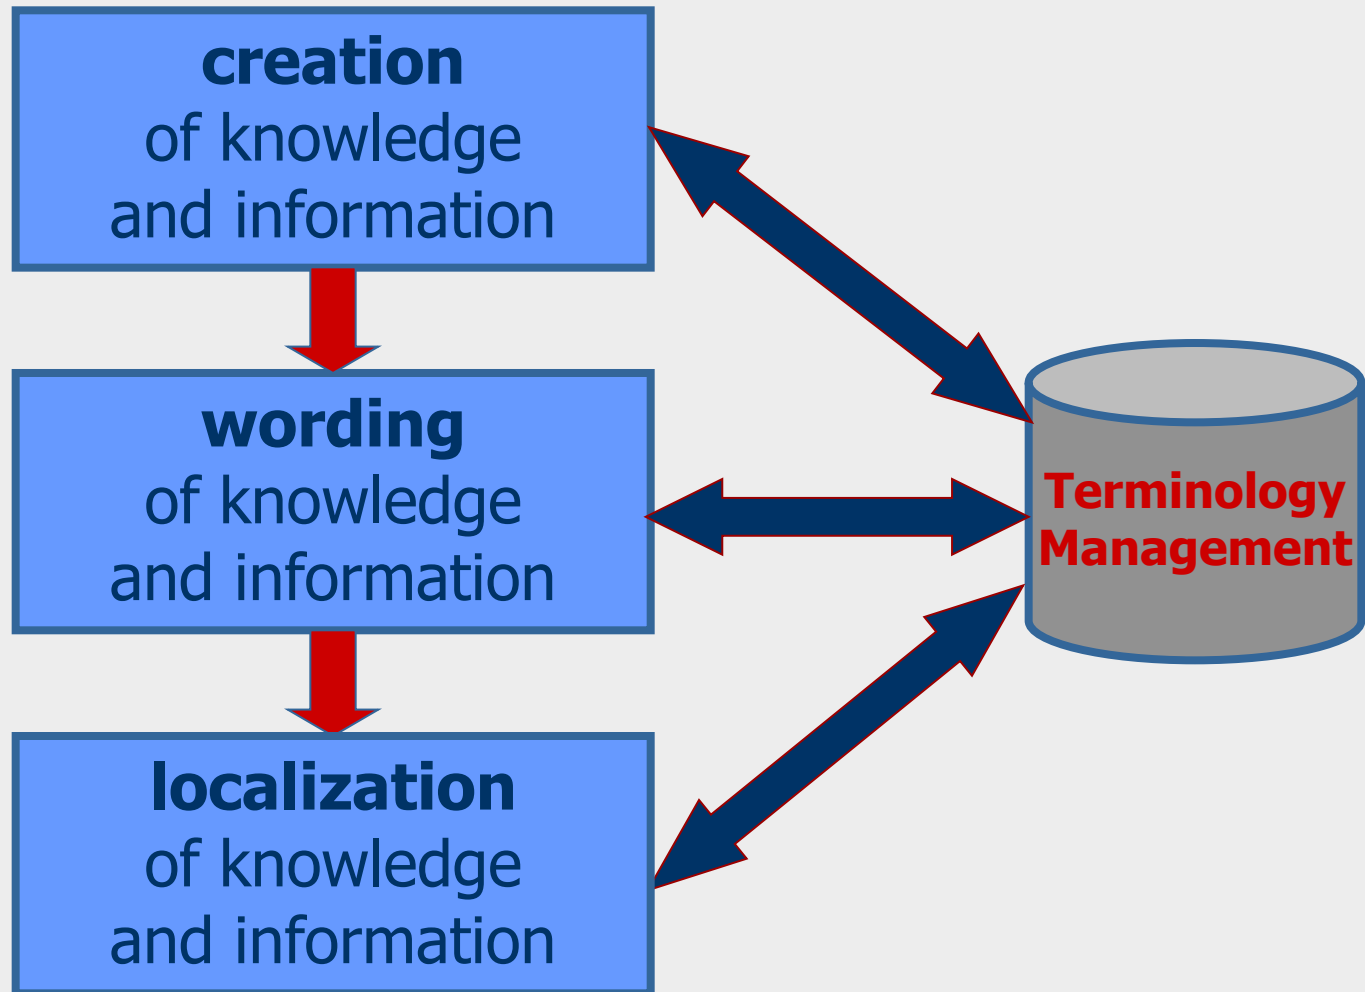 creation
of knowledge
and information
wording
of knowledge
and information
Terminology
Management
localization
of knowledge
and information